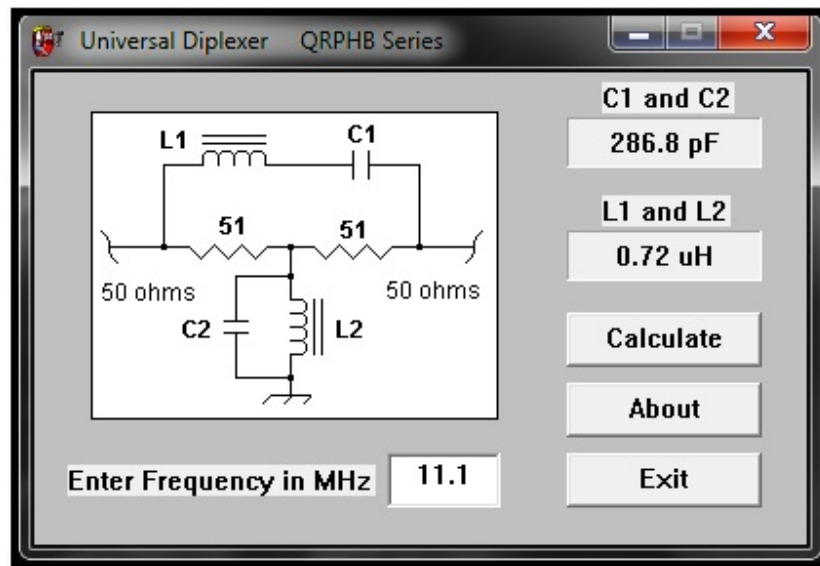 Universal Diplexer QRPHB Series
C1 and C2
286.8 pF
L1 C1
L1 and L2
0.72 uH
51 51
50 ohms 50 ohms
C2 L2
Calculate
About
Enter Frequency in MHz 11.1
Exit